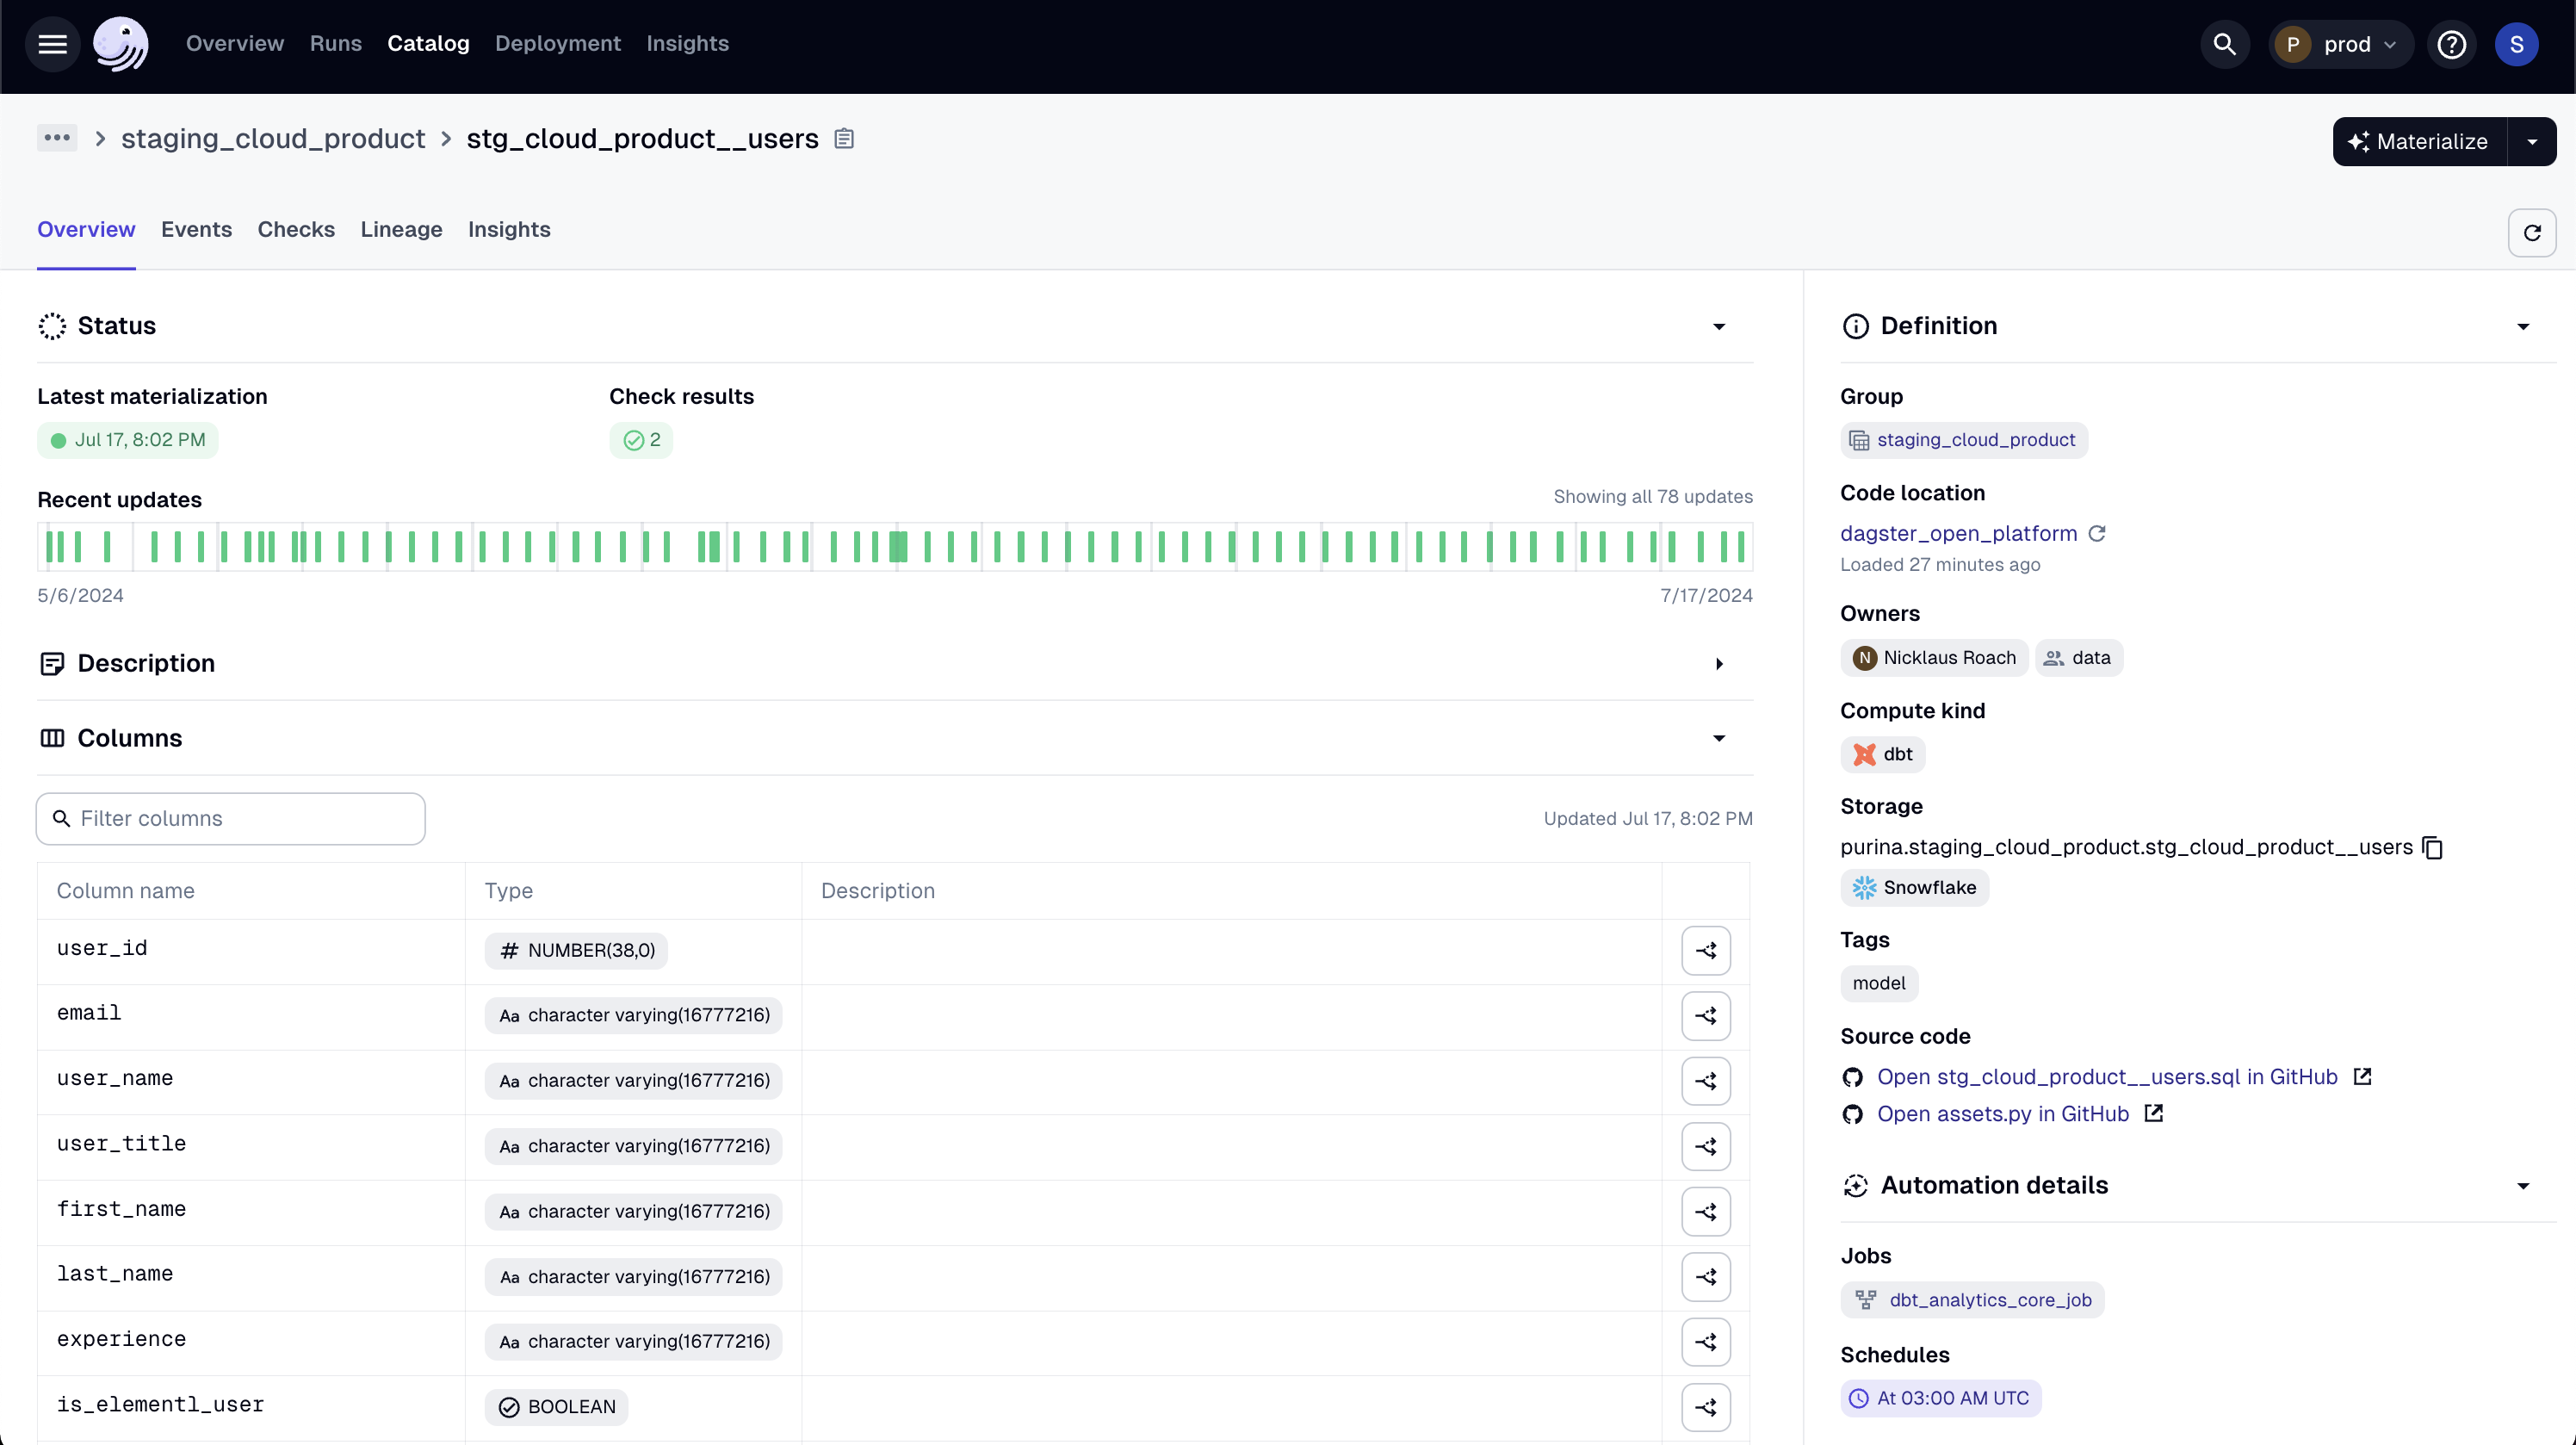 Overview Runs Catalog Deployment Insights
P prod
S
staging_cloud_product > stg_cloud_product__users
Materialize
Overview Events Checks Lineage Insights
Status
Latest materialization
Jul 17, 8:02 PM
Check results
2
Recent updates
Showing all 78 updates
5/6/2024
7/17/2024
Description
Columns
Filter columns
Updated Jul 17, 8:02 PM
Column name Type Description
user_id NUMBER(38,0)
email Aa character varying(16777216)
user_name Aa character varying(16777216)
user_title Aa character varying(16777216)
first_name Aa character varying(16777216)
last_name Aa character varying(16777216)
experience Aa character varying(16777216)
is_elementl_user BOOLEAN
Definition
Group
staging_cloud_product
Code location
dagster_open_platform
Loaded 27 minutes ago
Owners
N Nicklaus Roach data
Compute kind
dbt
Storage
purina.staging_cloud_product.stg_cloud_product__users
Snowflake
Tags
model
Source code
Open stg_cloud_product__users.sql in GitHub
Open assets.py in GitHub
Automation details
Jobs
dbt_analytics_core_job
Schedules
At 03:00 AM UTC